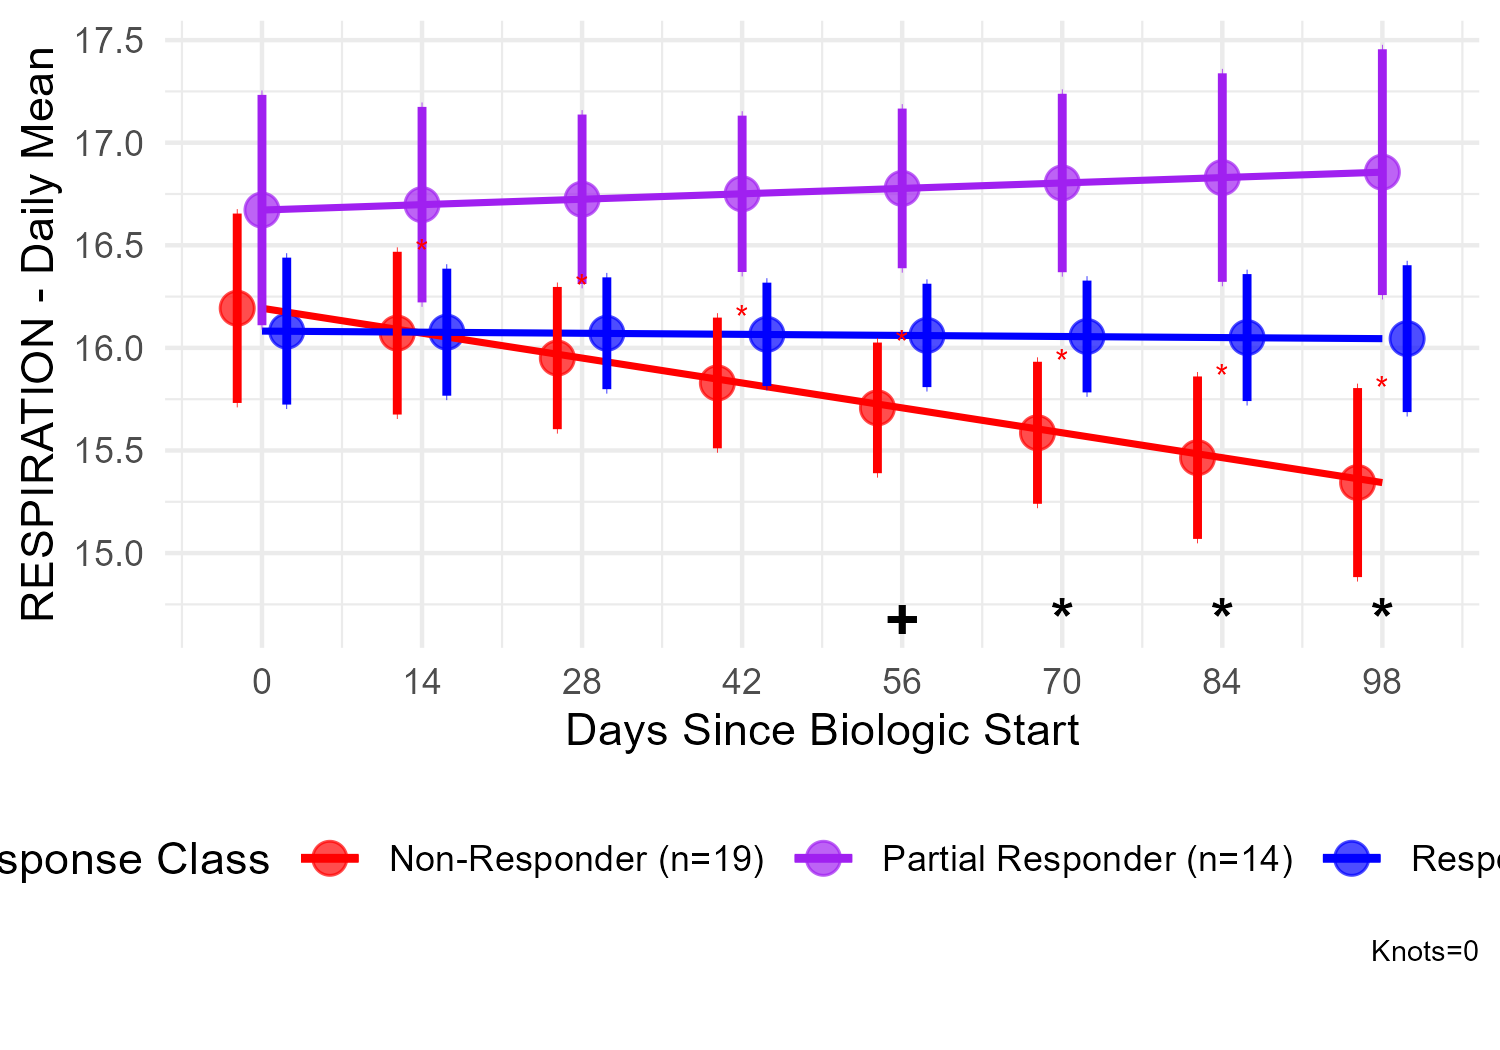 RESPIRATION - Daily Mean
17.5
17.0
16.5
16.0
15.5
15.0
*
*
*
*
*
*
*
+ * * *
0 14 28 42 56 70 84 98
Days Since Biologic Start
sponse Class Non-Responder (n=19) Partial Responder (n=14) Resp
Knots=0